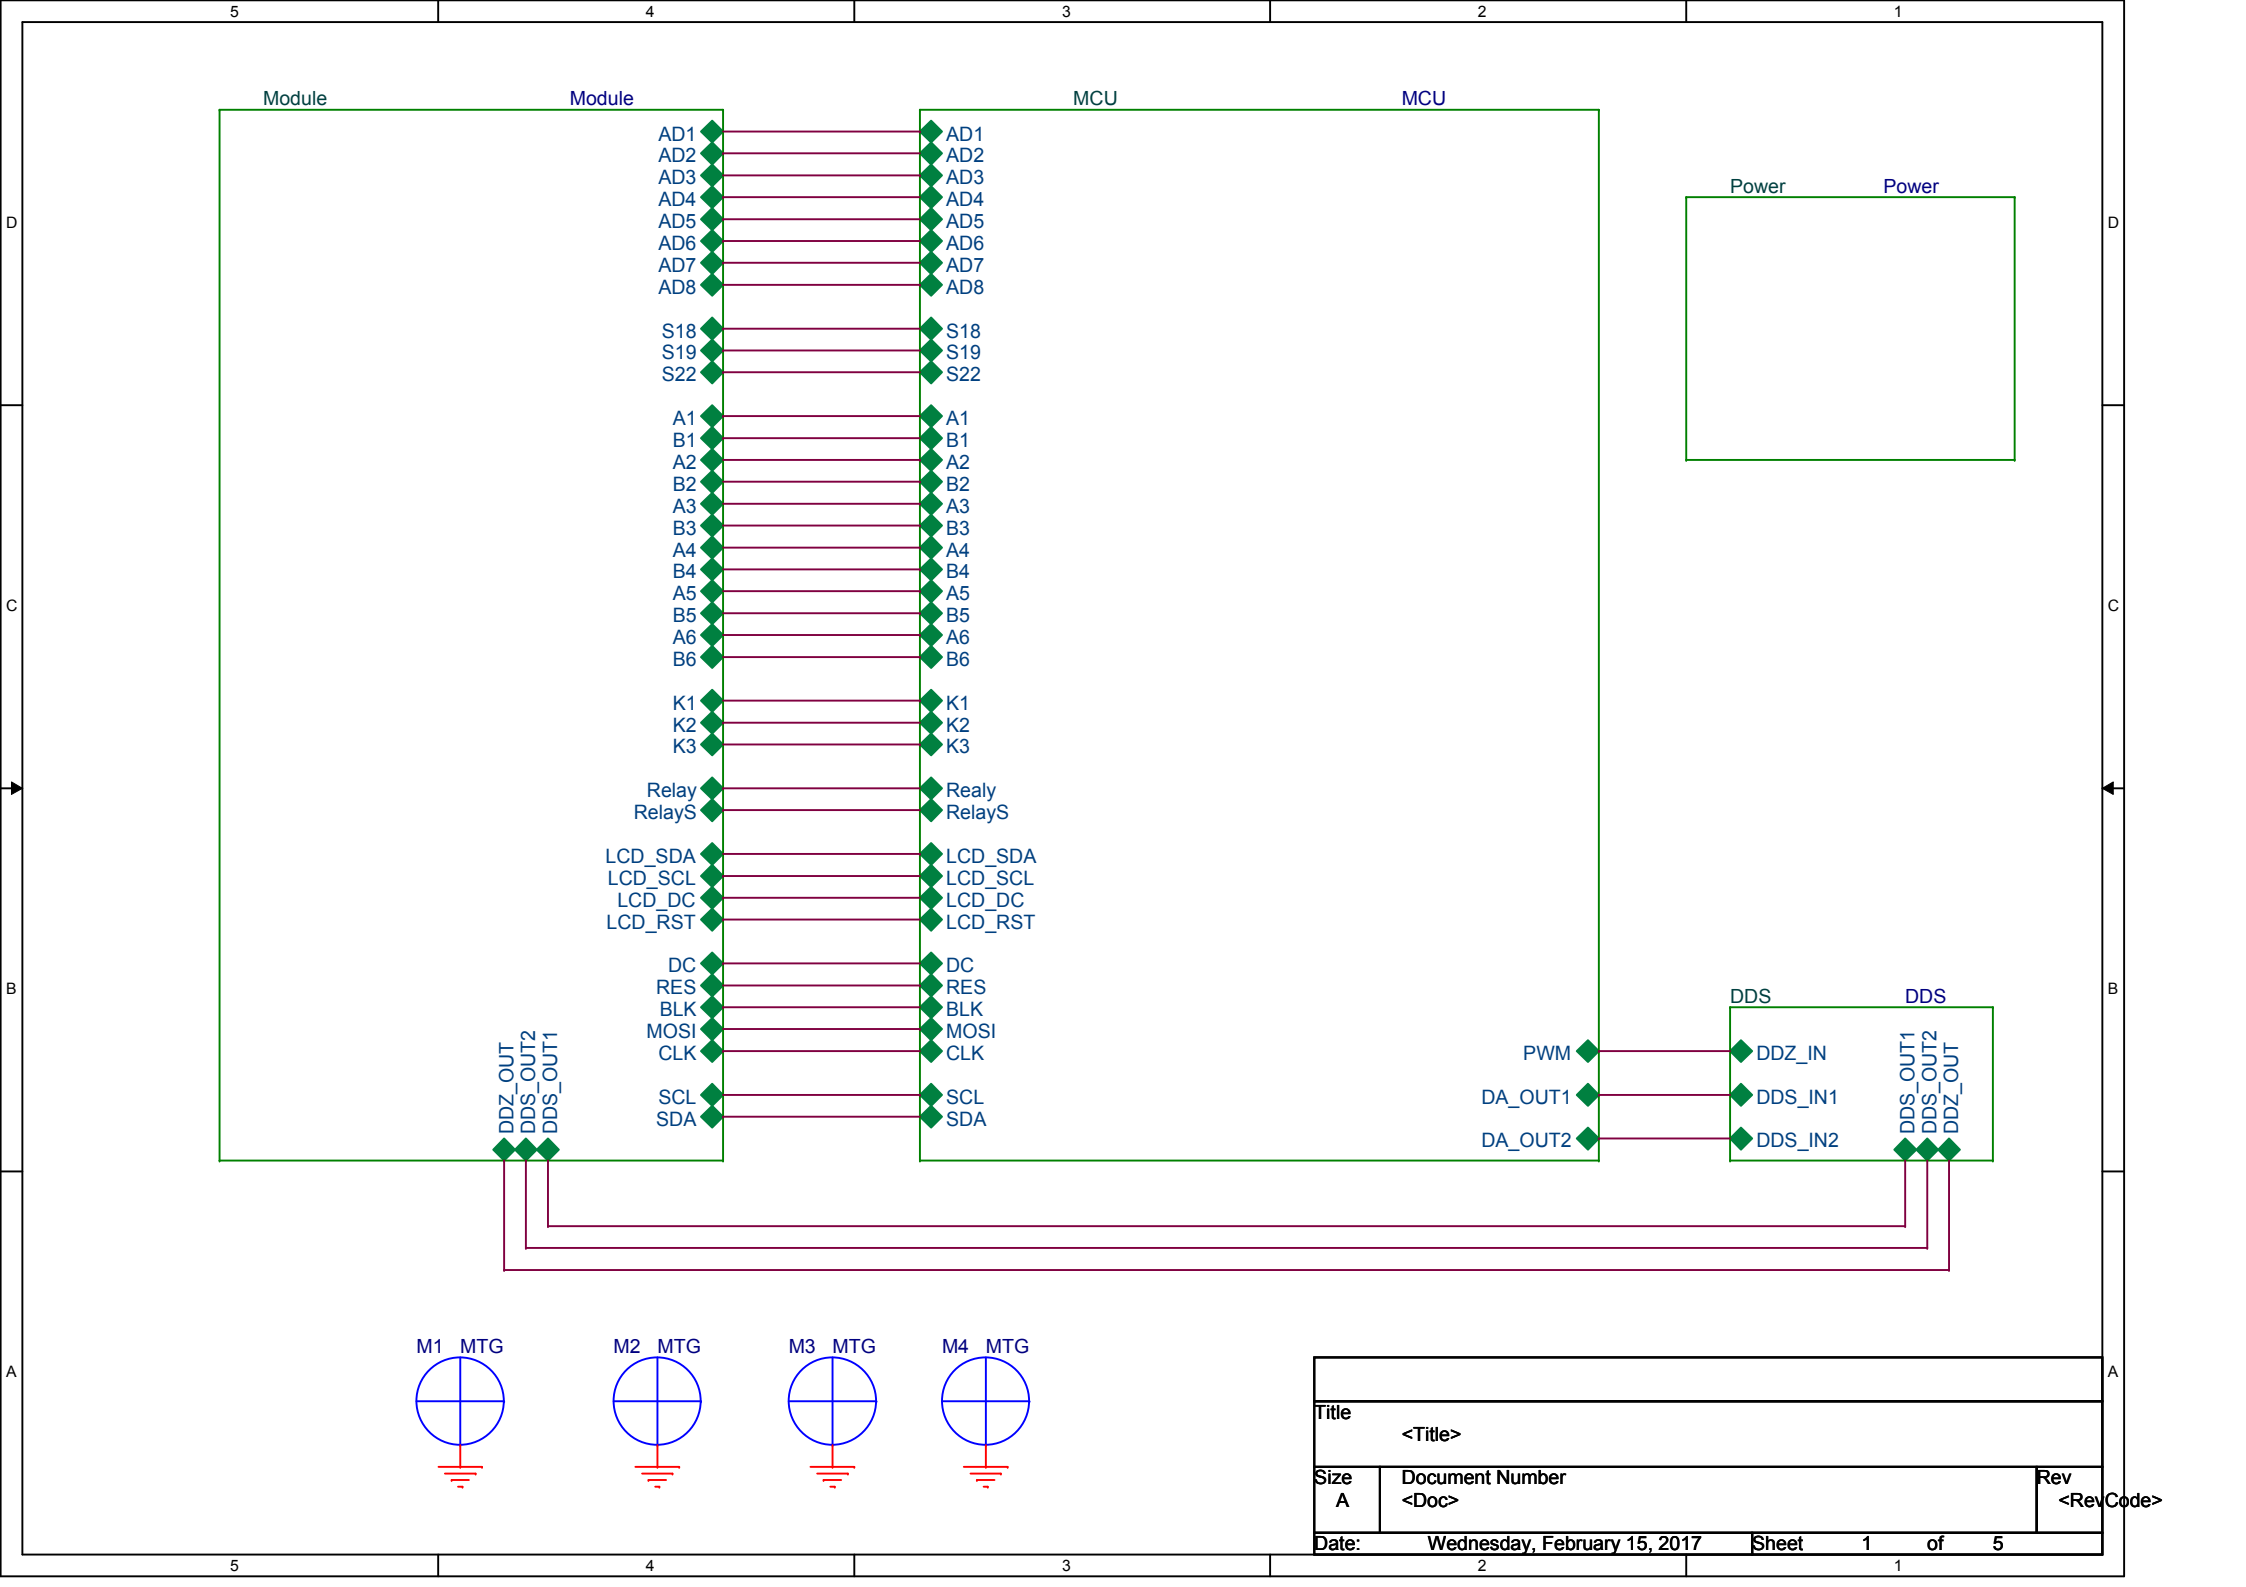 5 4 3 2 1
Module Module MCU MCU
AD1 AD1
AD2 AD2
AD3 AD3
Power Power
AD4 AD4
AD5 AD5
D D
AD6 AD6
AD7 AD7
AD8 AD8
S18 S18
S19 S19
S22 S22
A1 A1
B1 B1
A2 A2
B2 B2
A3 A3
B3 B3
A4 A4
B4 B4
A5 A5
C C
B5 B5
A6 A6
B6 B6
K1 K1
K2 K2
K3 K3
Relay Realy
RelayS RelayS
LCD_SDA LCD_SDA
LCD_SCL LCD_SCL
LCD_DC LCD_DC
LCD_RST LCD_RST
DC DC
RES RES
B B
DDS DDS
BLK BLK
MOSI MOSI
CLK CLK
PWM DDZ_IN
SCL SCL
DA_OUT1 DDS_IN1
SDA SDA
DA_OUT2 DDS_IN2
DDZ_OUT
DDS_OUT2
DDS_OUT1
DDS_OUT1
DDS_OUT2
DDZ_OUT
M1 MTG M2 MTG M3 MTG M4 MTG
A A
Title
<Title>
Size Document Number Rev
A <Doc> <RevCode>
Date: Wednesday, February 15, 2017 Sheet 1 of 5
5 4 3 2 1